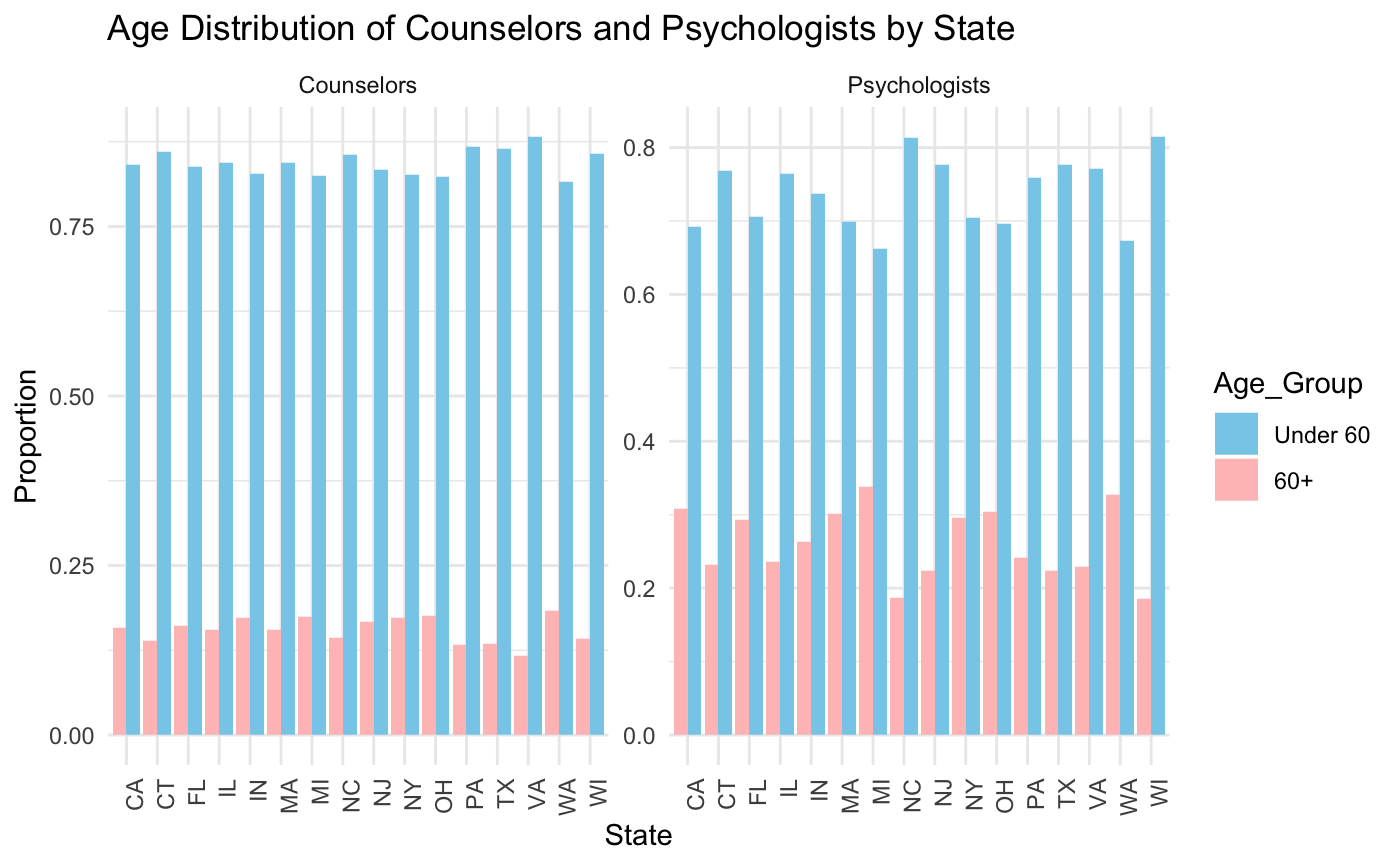 Age Distribution of Counselors and Psychologists by State
Counselors
Psychologists
Proportion
0.75
0.50
0.25
0.00
0.8
0.6
0.4
0.2
0.0
CA CT FL IL IN MA MI NC NJ NY OH PA TX VA WA WI
CA CT FL IL IN MA MI NC NJ NY OH PA TX VA WA WI
State
Age_Group
Under 60
60+